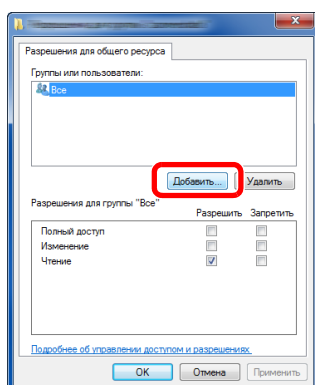 Разрешения для общего ресурса
Группы или пользователи:
Все
Добавить... Удалить
Разрешения для группы "Все"
Разрешить Запретить
Полный доступ
Изменение
Чтение
Подробнее об управлении доступом и разрешениях.
OK Отмена Применить